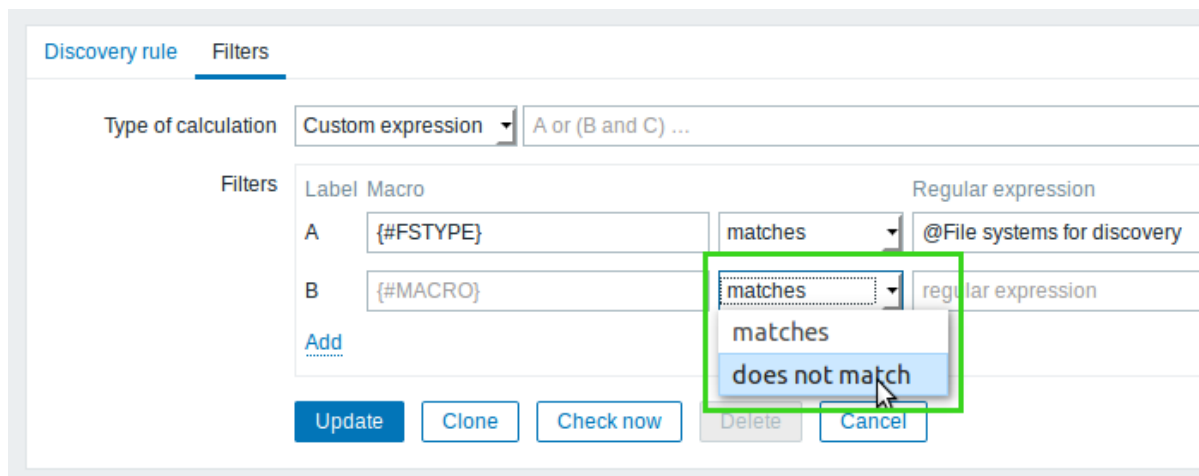 Discovery rule Filters
Type of calculation Custom expression A or (B and C) ...
Filters Label Macro Regular expression
A {#FSTYPE} matches @File systems for discovery
B {#MACRO} matches regular expression
matches
Add
does not match
Update Clone Check now Delete Cancel